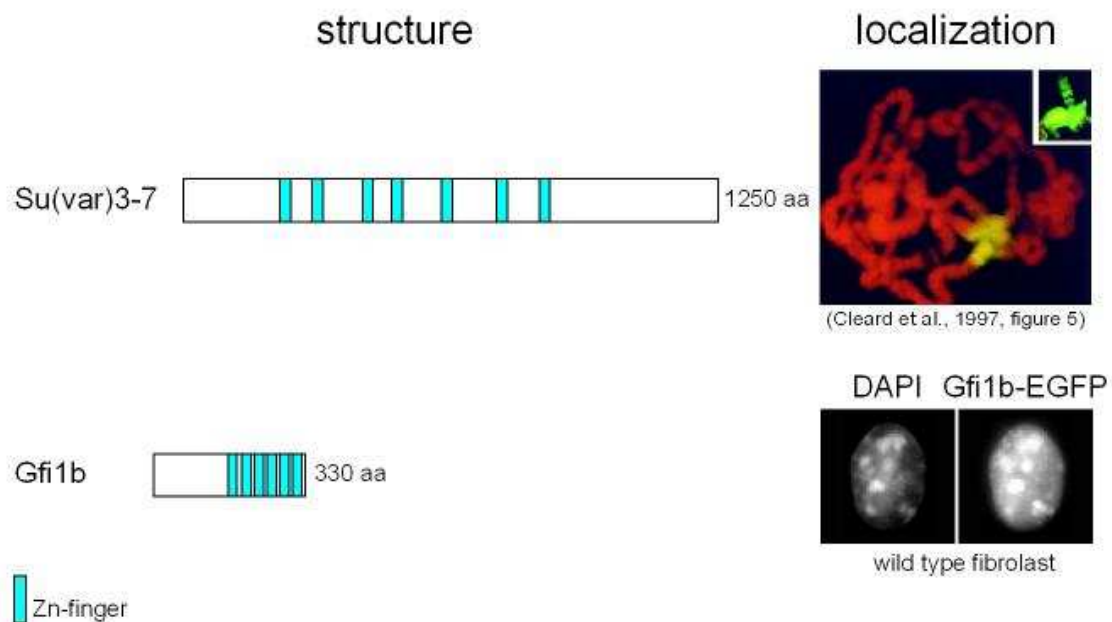 structure
localization
Su(var)3-7
1250 aa
(Cleard et al., 1997, figure 5)
DAPI Gfi1b-EGFP
Gfi1b
330 aa
wild type fibrolast
Zn-finger